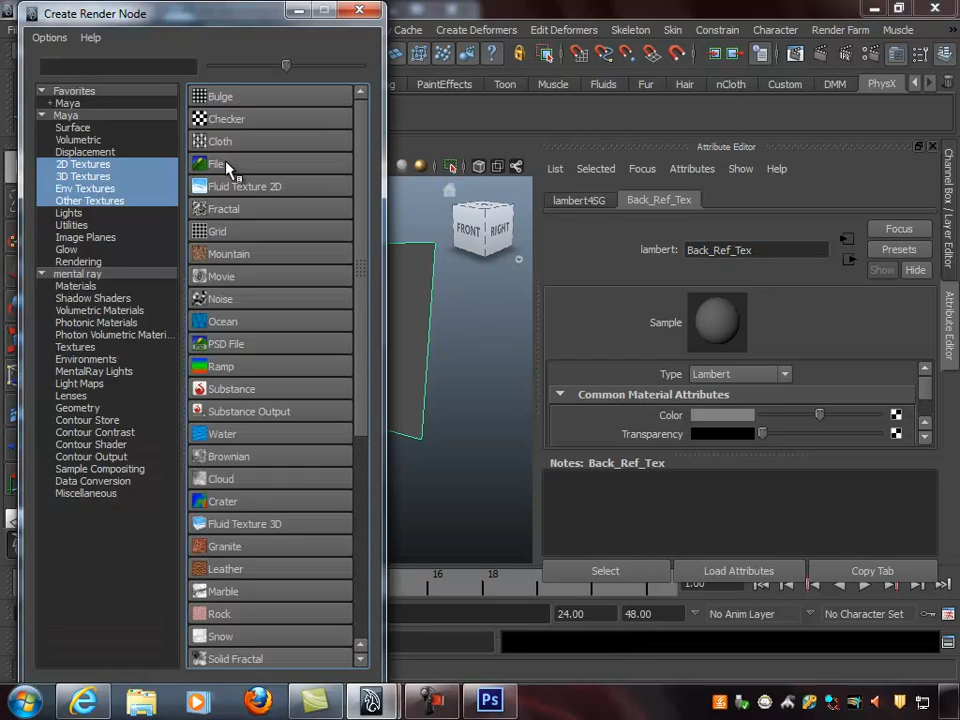 Create Render Node
Options Help
Favorites
Maya
Maya
Surface
Volumetric
Displacement
2D Textures
3D Textures
Env Textures
Other Textures
Lights
Utilities
Image Planes
Glow
Rendering
mental ray
Materials
Shadow Shaders
Volumetric Materials
Photonic Materials
Photon Volumetric Materi...
Textures
Environments
MentalRay Lights
Light Maps
Lenses
Geometry
Contour Store
Contour Contrast
Contour Shader
Contour Output
Sample Compositing
Data Conversion
Miscellaneous
Bulge
Checker
Cloth
File
Fluid Texture 2D
Fractal
Grid
Mountain
Movie
Noise
Ocean
PSD File
Ramp
Substance
Substance Output
Water
Brownian
Cloud
Crater
Fluid Texture 3D
Granite
Leather
Marble
Rock
Snow
Solid Fractal
Create Deformers Edit Deformers Skeleton Skin Constrain Character Render Farm Muscle
PaintEffects Toon Muscle Fluids Fur Hair nCloth Custom DMM PhysX
FRONT RIGHT
Attribute Editor
List Selected Focus Attributes Show Help
lambert4SG Back_Ref_Tex
lambert: Back_Ref_Tex
Focus
Presets
Show Hide
Sample
Type Lambert
Common Material Attributes
Color
Transparency
Notes: Back_Ref_Tex
Select Load Attributes Copy Tab
Channel Box / Layer Editor
Attribute Editor
16 18 1.00
24.00 48.00 No Anim Layer No Character Set
Ps